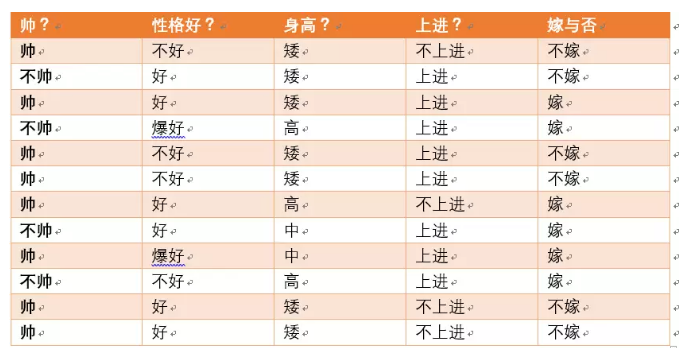 帅？ 性格好？ 身高？ 上进？ 嫁与否
帅 不好 矮 不上进 不嫁
不帅 好 矮 上进 不嫁
帅 好 矮 上进 嫁
不帅 爆好 高 上进 嫁
帅 不好 矮 上进 不嫁
帅 不好 矮 上进 不嫁
帅 好 高 不上进 嫁
不帅 好 中 上进 嫁
帅 爆好 中 上进 嫁
不帅 不好 高 上进 嫁
帅 好 矮 不上进 不嫁
帅 好 矮 不上进 不嫁